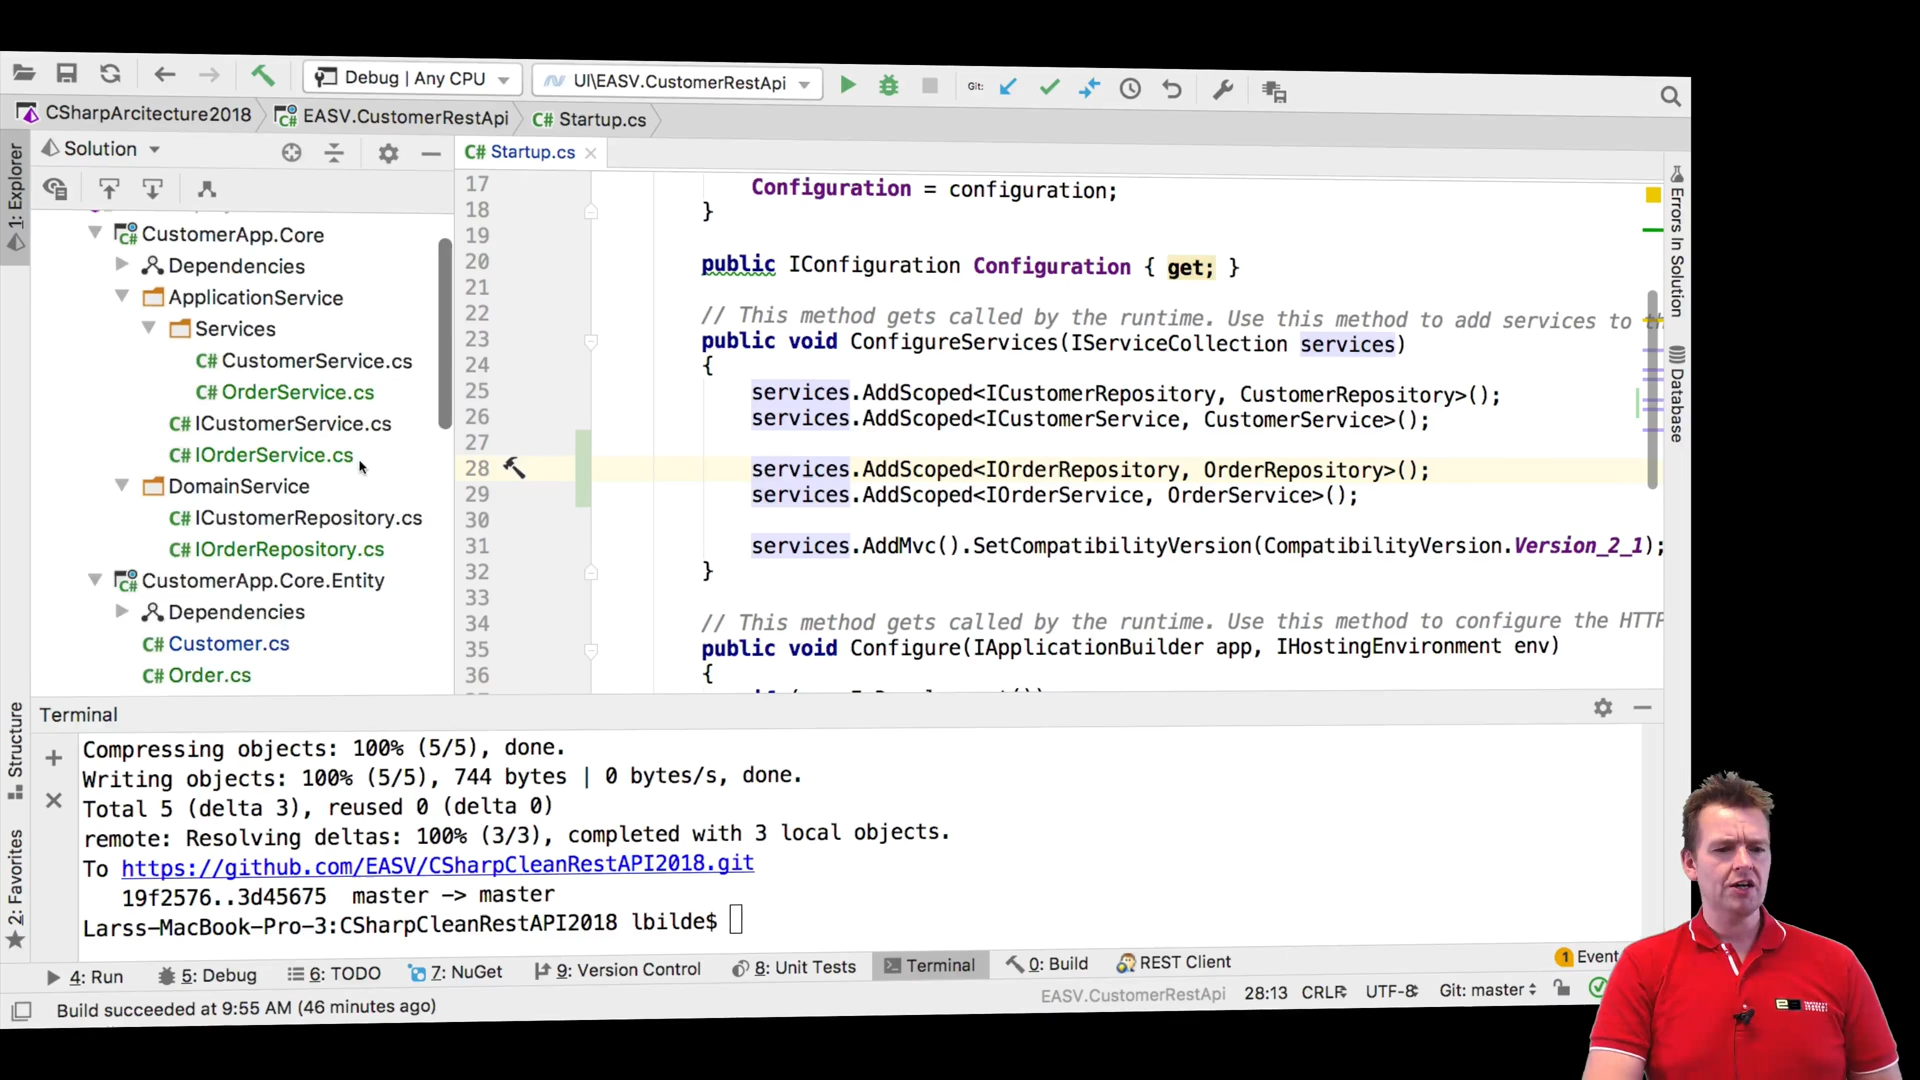 Debug | Any CPU
UI\EASV.CustomerRestApi
Git:
CSharpArcitecture2018
EASV.CustomerRestApi
C# Startup.cs
Solution
C# Startup.cs
1: Explorer
CustomerApp.Core
Dependencies
ApplicationService
Services
C# CustomerService.cs
C# OrderService.cs
C# ICustomerService.cs
C# IOrderService.cs
DomainService
C# ICustomerRepository.cs
C# IOrderRepository.cs
CustomerApp.Core.Entity
Dependencies
C# Customer.cs
C# Order.cs
17 Configuration = configuration;
18 }
19
20 public IConfiguration Configuration { get; }
21
22 // This method gets called by the runtime. Use this method to add services to
23 public void ConfigureServices(IServiceCollection services)
24 {
25 services.AddScoped<ICustomerRepository, CustomerRepository>();
26 services.AddScoped<ICustomerService, CustomerService>();
27
28 services.AddScoped<IOrderRepository, OrderRepository>();
29 services.AddScoped<IOrderService, OrderService>();
30
31 services.AddMvc().SetCompatibilityVersion(CompatibilityVersion.Version_2_1);
32 }
33
34 // This method gets called by the runtime. Use this method to configure the HTTP
35 public void Configure(IApplicationBuilder app, IHostingEnvironment env)
36 {
Errors In Solution
Database
Structure
2: Favorites
Terminal
Compressing objects: 100% (5/5), done.
Writing objects: 100% (5/5), 744 bytes | 0 bytes/s, done.
Total 5 (delta 3), reused 0 (delta 0)
remote: Resolving deltas: 100% (3/3), completed with 3 local objects.
To https://github.com/EASV/CSharpCleanRestAPI2018.git
19f2576..3d45675 master -> master
Larss-MacBook-Pro-3:CSharpCleanRestAPI2018 lbilde$
4: Run
5: Debug
6: TODO
7: NuGet
9: Version Control
8: Unit Tests
Terminal
0: Build
REST Client
1 Event
Build succeeded at 9:55 AM (46 minutes ago)
EASV.CustomerRestApi
28:13
CRLF
UTF-8
Git: master